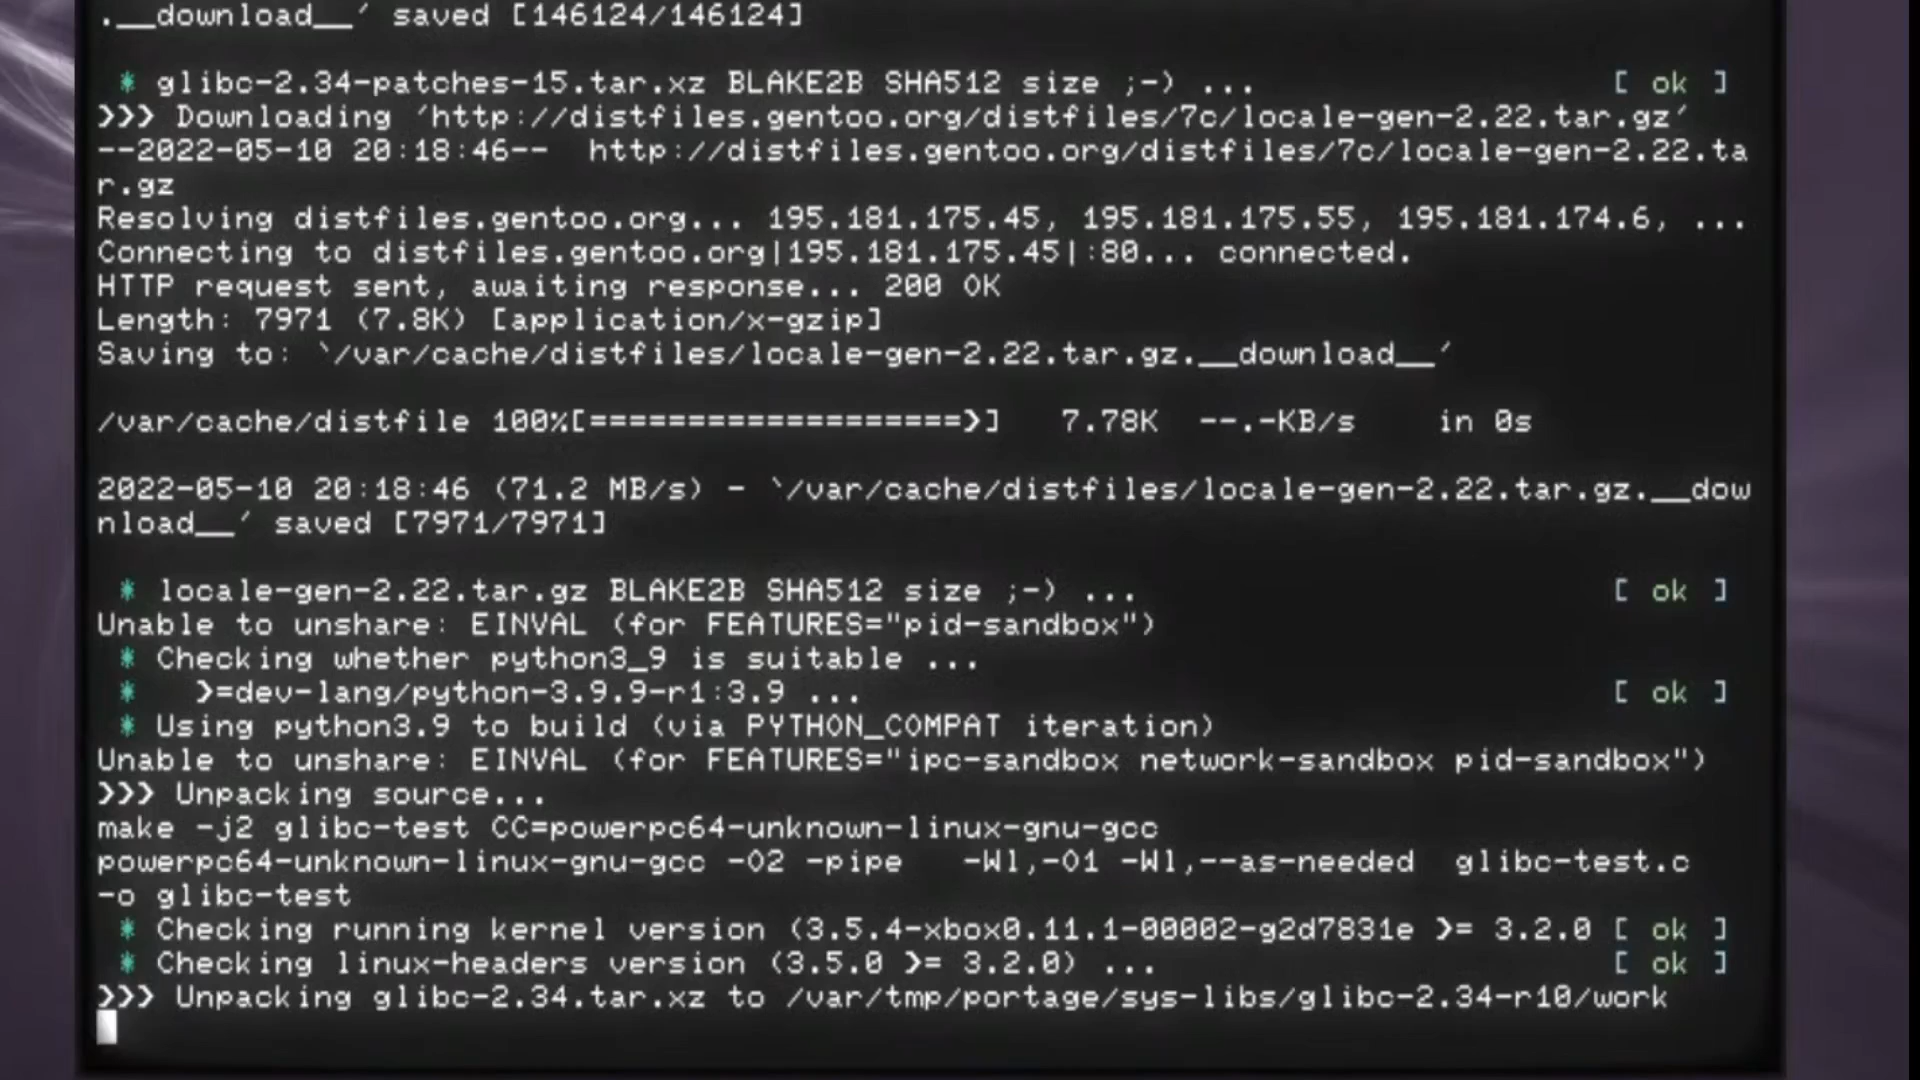 .__download__’ saved [146124/146124]
* glibc-2.34-patches-15.tar.xz BLAKE2B SHA512 size ;-) ... [ ok ]
>>> Downloading ‘http://distfiles.gentoo.org/distfiles/7c/locale-gen-2.22.tar.gz’
--2022-05-10 20:18:46--  http://distfiles.gentoo.org/distfiles/7c/locale-gen-2.22.ta
r.gz
Resolving distfiles.gentoo.org... 195.181.175.45, 195.181.175.55, 195.181.174.6, ...
Connecting to distfiles.gentoo.org|195.181.175.45|:80... connected.
HTTP request sent, awaiting response... 200 OK
Length: 7971 (7.8K) [application/x-gzip]
Saving to: ‘/var/cache/distfiles/locale-gen-2.22.tar.gz.__download__’
/var/cache/distfile 100%[===================>]   7.78K  --.-KB/s    in 0s
2022-05-10 20:18:46 (71.2 MB/s) - ‘/var/cache/distfiles/locale-gen-2.22.tar.gz.__dow
nload__’ saved [7971/7971]
* locale-gen-2.22.tar.gz BLAKE2B SHA512 size ;-) ... [ ok ]
Unable to unshare: EINVAL (for FEATURES="pid-sandbox")
* Checking whether python3_9 is suitable ...
*   >=dev-lang/python-3.9.9-r1:3.9 ... [ ok ]
* Using python3.9 to build (via PYTHON_COMPAT iteration)
Unable to unshare: EINVAL (for FEATURES="ipc-sandbox network-sandbox pid-sandbox")
>>> Unpacking source...
make -j2 glibc-test CC=powerpc64-unknown-linux-gnu-gcc
powerpc64-unknown-linux-gnu-gcc -O2 -pipe   -Wl,-O1 -Wl,--as-needed  glibc-test.c
-o glibc-test
* Checking running kernel version (3.5.4-xbox0.11.1-00002-g2d7831e >= 3.2.0 [ ok ]
* Checking linux-headers version (3.5.0 >= 3.2.0) ... [ ok ]
>>> Unpacking glibc-2.34.tar.xz to /var/tmp/portage/sys-libs/glibc-2.34-r10/work